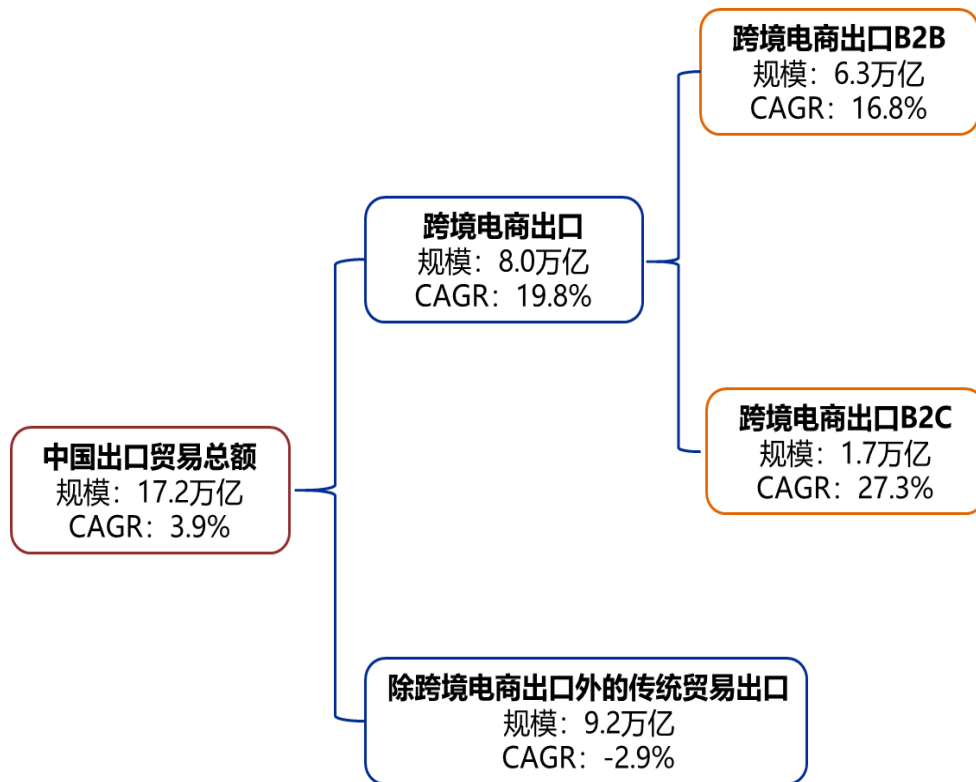 跨境电商出口B2B
规模：6.3万亿
CAGR：16.8%
跨境电商出口
规模：8.0万亿
CAGR：19.8%
跨境电商出口B2C
规模：1.7万亿
CAGR：27.3%
中国出口贸易总额
规模：17.2万亿
CAGR：3.9%
除跨境电商出口外的传统贸易出口
规模：9.2万亿
CAGR：-2.9%